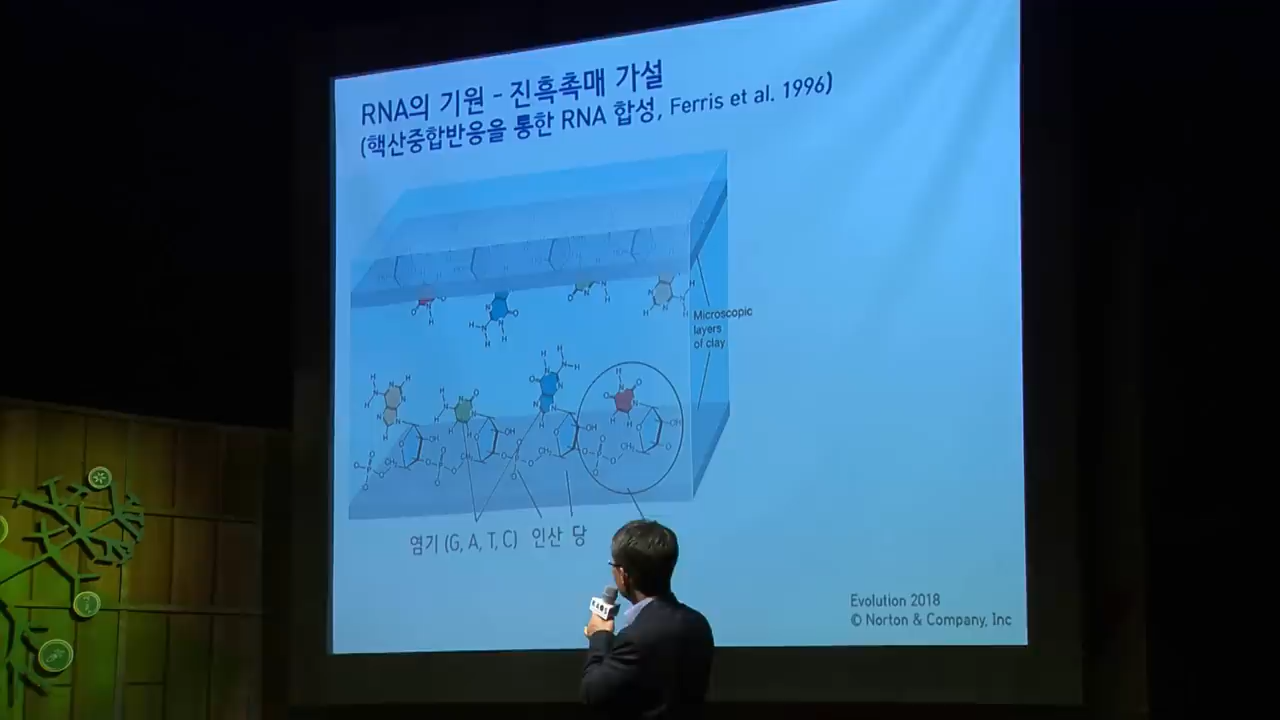 RNA의 기원 - 진흑촉매 가설
(핵산중합반응을 통한 RNA 합성, Ferris et al. 1996)
Microscopic
layers
of clay
염기 (G, A, T, C) 인산 당
Evolution 2018
© Norton & Company, Inc